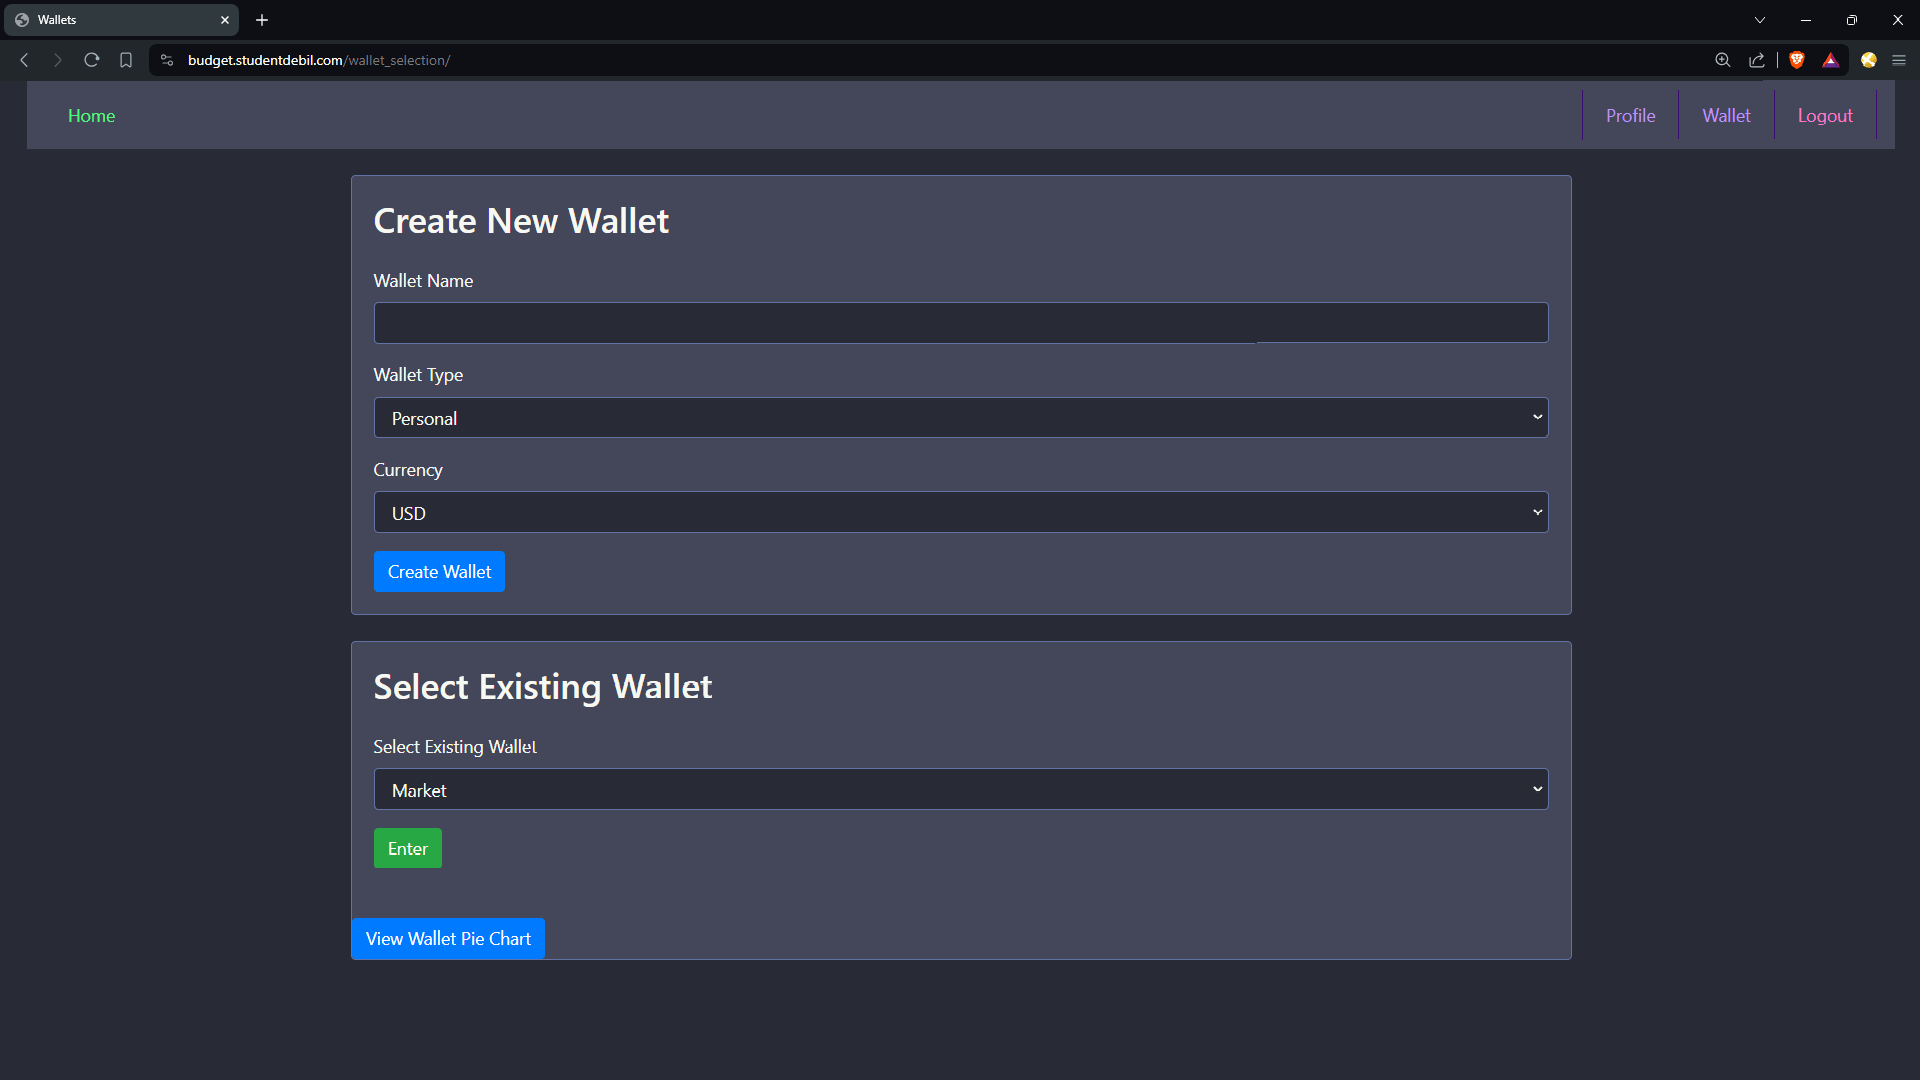 Wallets
budget.studentdebil.com/wallet_selection/
Home
Profile
Wallet
Logout
Create New Wallet
Wallet Name
Wallet Type
Personal
Currency
USD
Create Wallet
Select Existing Wallet
Select Existing Wallet
Market
Enter
View Wallet Pie Chart